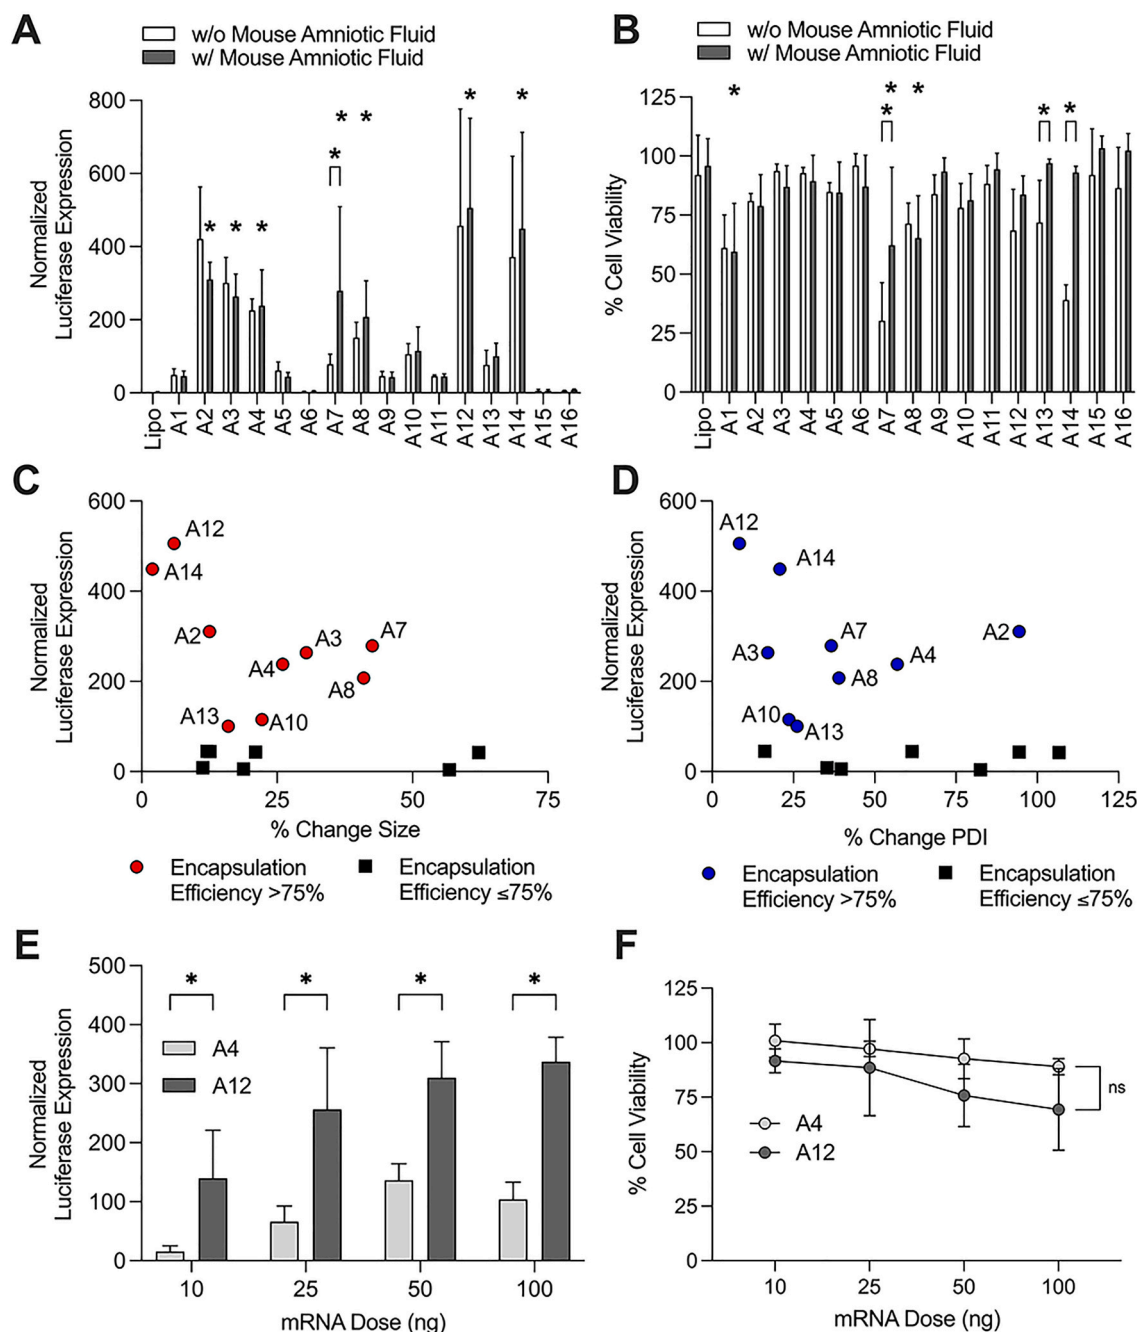 A
w/o Mouse Amniotic Fluid
w/ Mouse Amniotic Fluid
Normalized
Luciferase Expression
800
600
400
200
0
* * * * * * * *
Lipo A1 A2 A3 A4 A5 A6 A7 A8 A9 A10 A11 A12 A13 A14 A15 A16
B
w/o Mouse Amniotic Fluid
w/ Mouse Amniotic Fluid
% Cell Viability
125
100
75
50
25
0
* * * * * *
Lipo A1 A2 A3 A4 A5 A6 A7 A8 A9 A10 A11 A12 A13 A14 A15 A16
C
Normalized
Luciferase Expression
600
400
200
0
A12
A14
A2
A3
A7
A4
A8
A13
A10
0 25 50 75
% Change Size
Encapsulation
Efficiency >75%
Encapsulation
Efficiency ≤75%
D
Normalized
Luciferase Expression
600
400
200
0
A12
A14
A7
A2
A3
A4
A8
A10
A13
0 25 50 75 100 125
% Change PDI
Encapsulation
Efficiency >75%
Encapsulation
Efficiency ≤75%
E
Normalized
Luciferase Expression
500
400
300
200
100
0
* * * *
A4
A12
10 25 50 100
mRNA Dose (ng)
F
% Cell Viability
125
100
75
50
25
0
ns
A4
A12
10 25 50 100
mRNA Dose (ng)